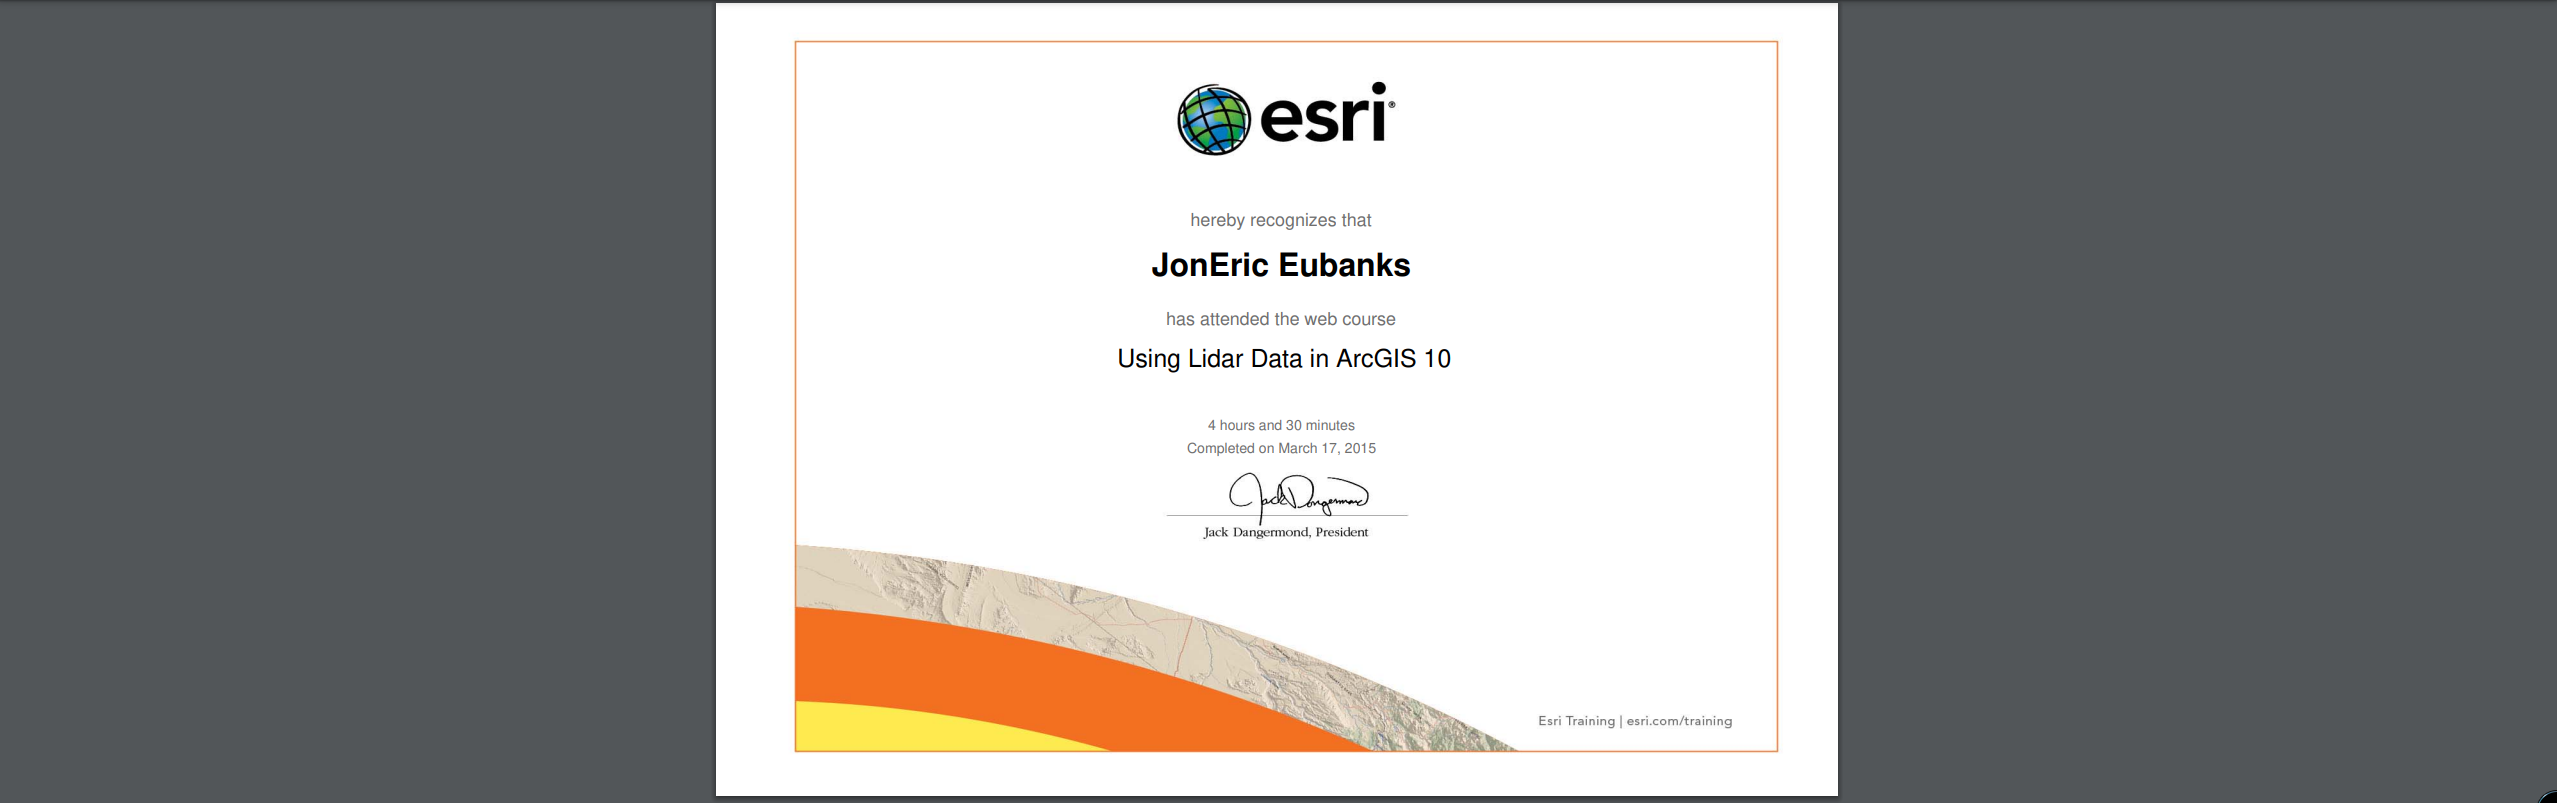 esri®
hereby recognizes that
JonEric Eubanks
has attended the web course
Using Lidar Data in ArcGIS 10
4 hours and 30 minutes
Completed on March 17, 2015
Jack Dangermond
Jack Dangermond, President
Esri Training | esri.com/training